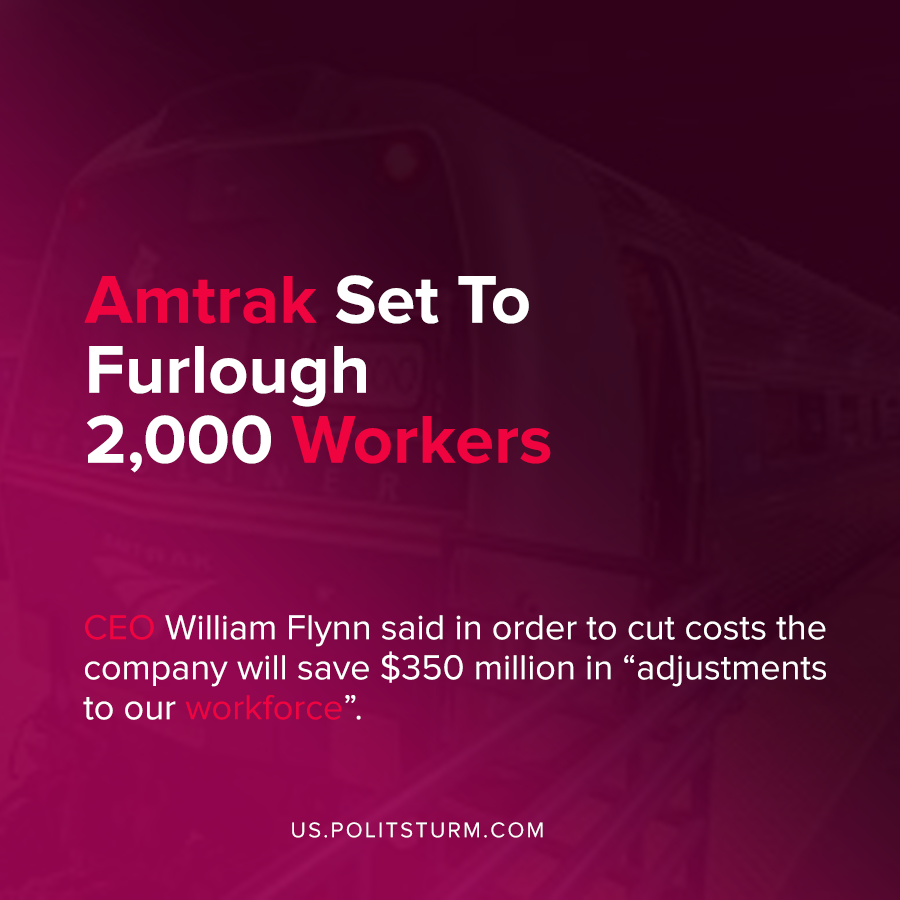 Amtrak Set To
Furlough
2,000 Workers
CEO William Flynn said in order to cut costs the
company will save $350 million in “adjustments
to our workforce”.
US.POLITSTURM.COM